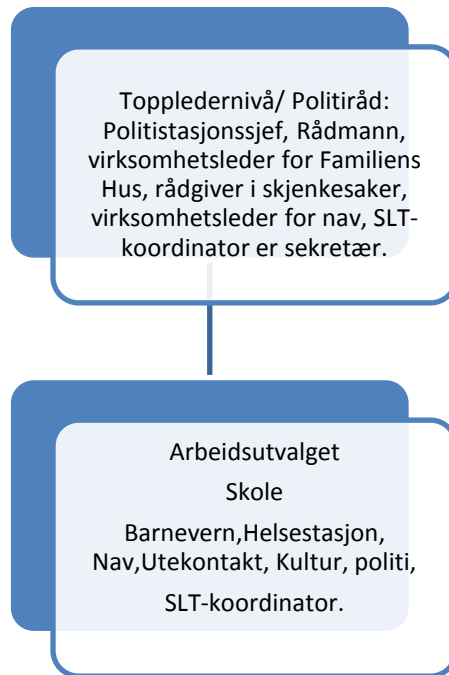 Toppledernivå/ Politiråd:
Politistasjonssjef, Rådmann,
virksomhetsleder for Familiens
Hus, rådgiver i skjenkesaker,
virksomhetsleder for nav, SLT-
koordinator er sekretær.
Arbeidsutvalget
Skole
Barnevern,Helsestasjon,
Nav,Utekontakt, Kultur, politi,
SLT-koordinator.